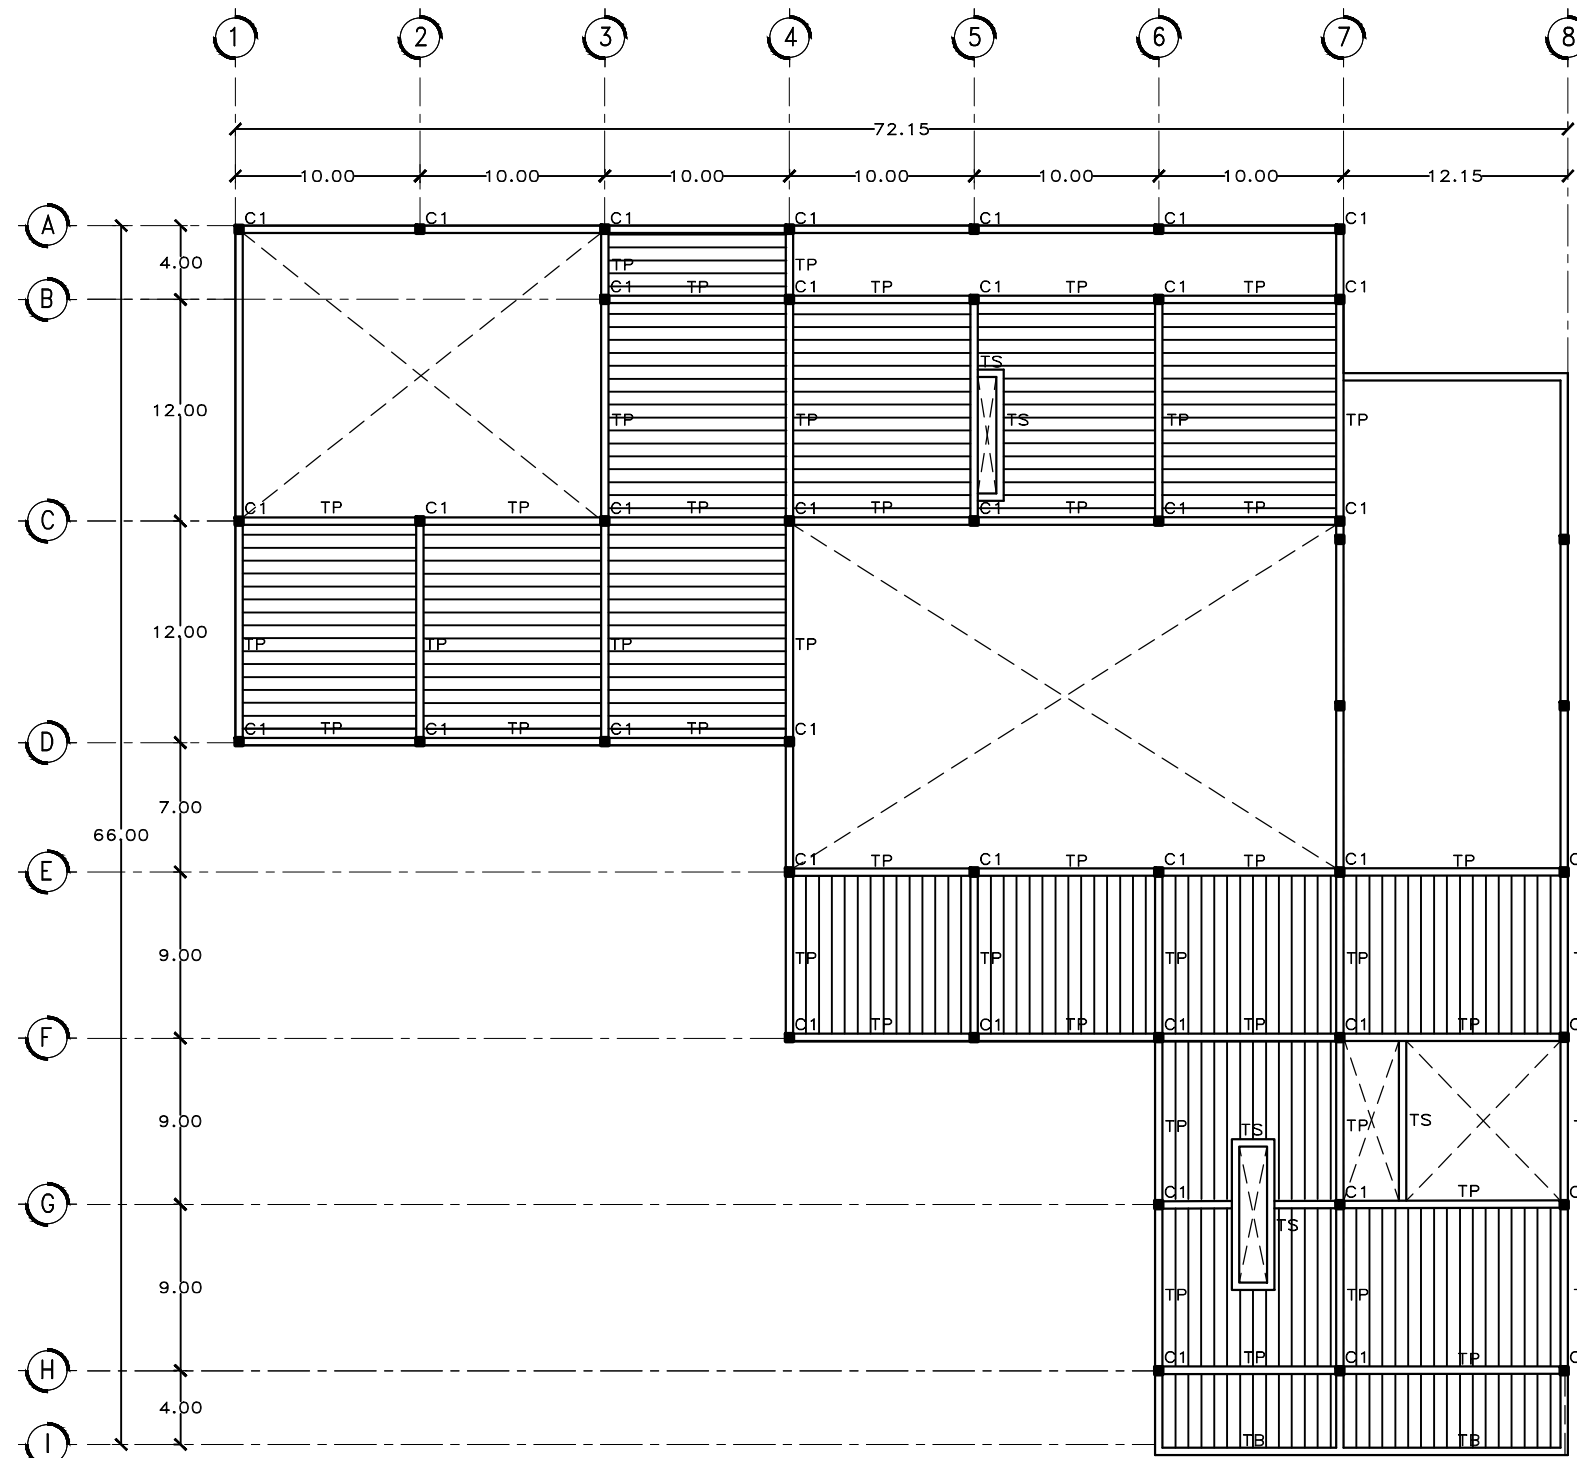 1 2 3 4 5 6 7 8
72.15
10.00 10.00 10.00 10.00 10.00 10.00 12.15
A C1 C1 C1 C1 C1 C1 C1
4.00 TP TP
B C1 TP C1 TP C1 TP C1 TP C1
TS
12.00 TP TP TS TP TP
C C1 TP C1 TP C1 TP C1 TP C1 TP C1 TP C1
12.00 TP TP TP TP
D C1 TP C1 TP C1 TP C1
7.00
66.00
E C1 TP C1 TP C1 TP C1 TP
9.00 TP TP TP TP
F C1 TP C1 TP C1 TP C1 TP
9.00 TP TS TP TS
G C1 C1 TP
TS
9.00 TP TP
H C1 TP C1 TP
4.00
I TB TB